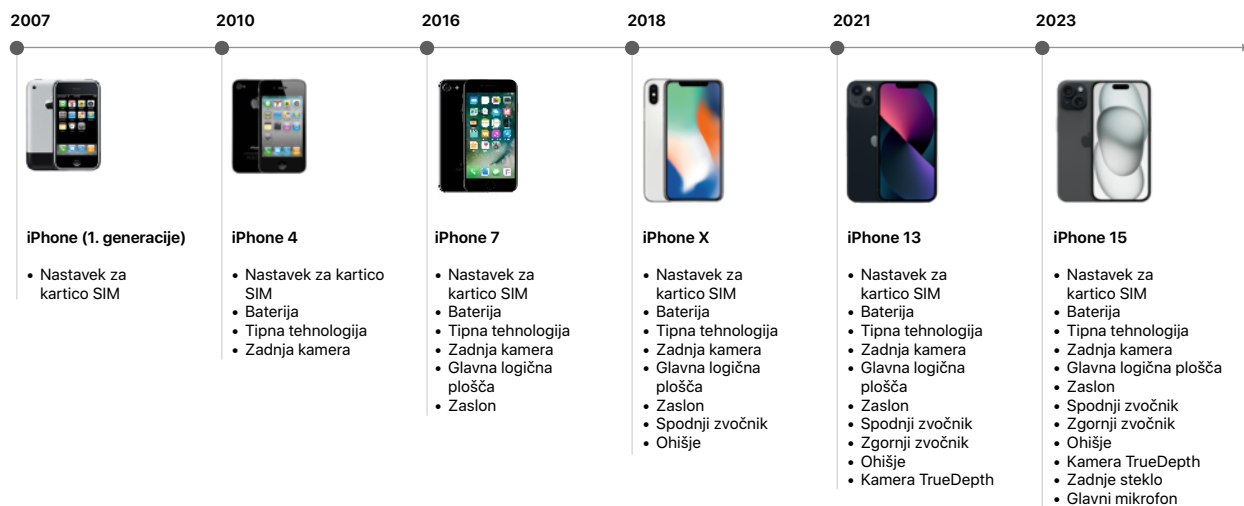 2007
2010
2016
2018
2021
2023
iPhone (1. generacije)
• Nastavek za
kartico SIM
iPhone 4
• Nastavek za kartico
SIM
• Baterija
• Tipna tehnologija
• Zadnja kamera
iPhone 7
• Nastavek za
kartico SIM
• Baterija
• Tipna tehnologija
• Zadnja kamera
• Glavna logična
plošča
• Zaslon
iPhone X
• Nastavek za
kartico SIM
• Baterija
• Tipna tehnologija
• Zadnja kamera
• Glavna logična
plošča
• Zaslon
• Spodnji zvočnik
• Ohišje
iPhone 13
• Nastavek za
kartico SIM
• Baterija
• Tipna tehnologija
• Zadnja kamera
• Glavna logična
plošča
• Zaslon
• Spodnji zvočnik
• Zgornji zvočnik
• Ohišje
• Kamera TrueDepth
iPhone 15
• Nastavek za
kartico SIM
• Baterija
• Tipna tehnologija
• Zadnja kamera
• Glavna logična plošča
• Zaslon
• Spodnji zvočnik
• Zgornji zvočnik
• Ohišje
• Kamera TrueDepth
• Zadnje steklo
• Glavni mikrofon